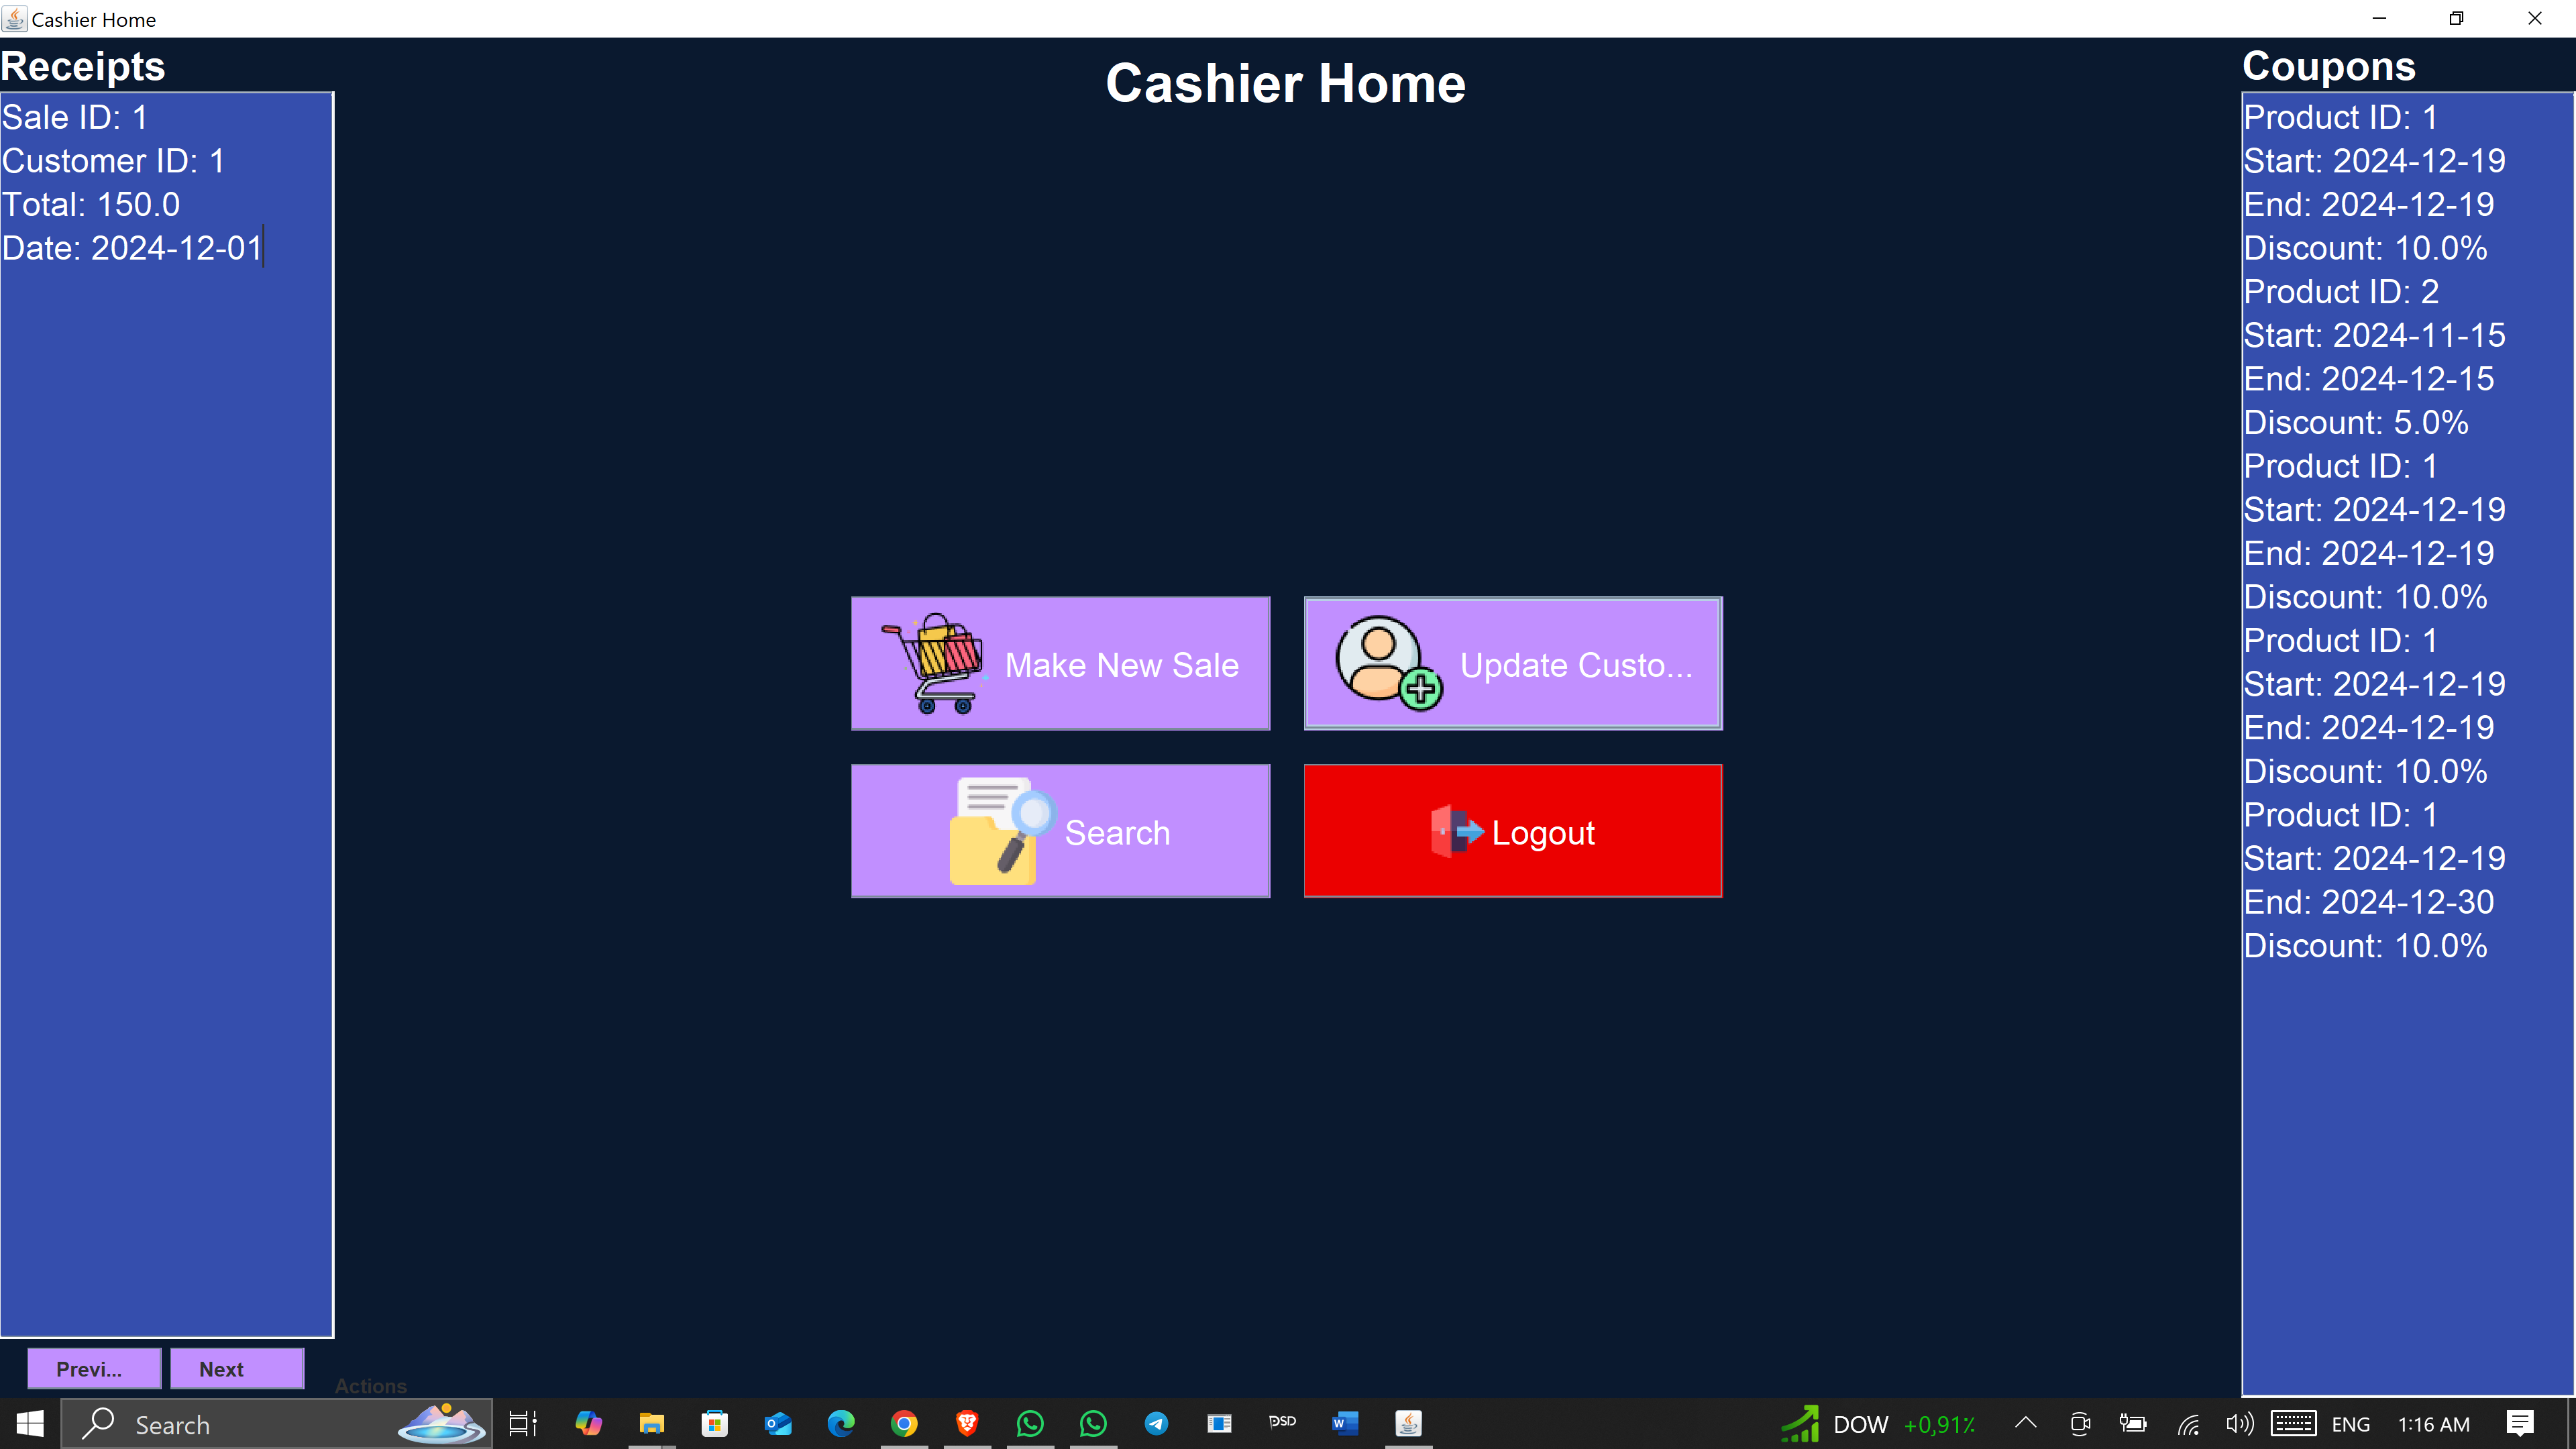 Cashier Home
Receipts
Sale ID: 1
Customer ID: 1
Total: 150.0
Date: 2024-12-01
Previ...
Next
Actions
Cashier Home
Make New Sale
Update Custo...
Search
Logout
Coupons
Product ID: 1
Start: 2024-12-19
End: 2024-12-19
Discount: 10.0%
Product ID: 2
Start: 2024-11-15
End: 2024-12-15
Discount: 5.0%
Product ID: 1
Start: 2024-12-19
End: 2024-12-19
Discount: 10.0%
Product ID: 1
Start: 2024-12-19
End: 2024-12-19
Discount: 10.0%
Product ID: 1
Start: 2024-12-19
End: 2024-12-30
Discount: 10.0%
Search
PSD
W
DOW +0,91%
ENG
1:16 AM